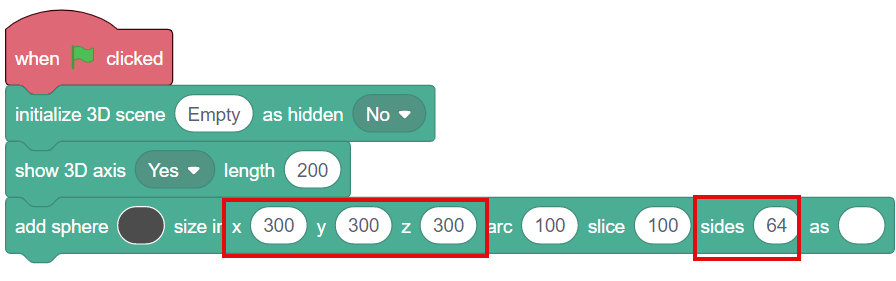 when clicked
initialize 3D scene Empty as hidden No
show 3D axis Yes length 200
add sphere size in x 300 y 300 z 300 arc 100 slice 100 sides 64 as